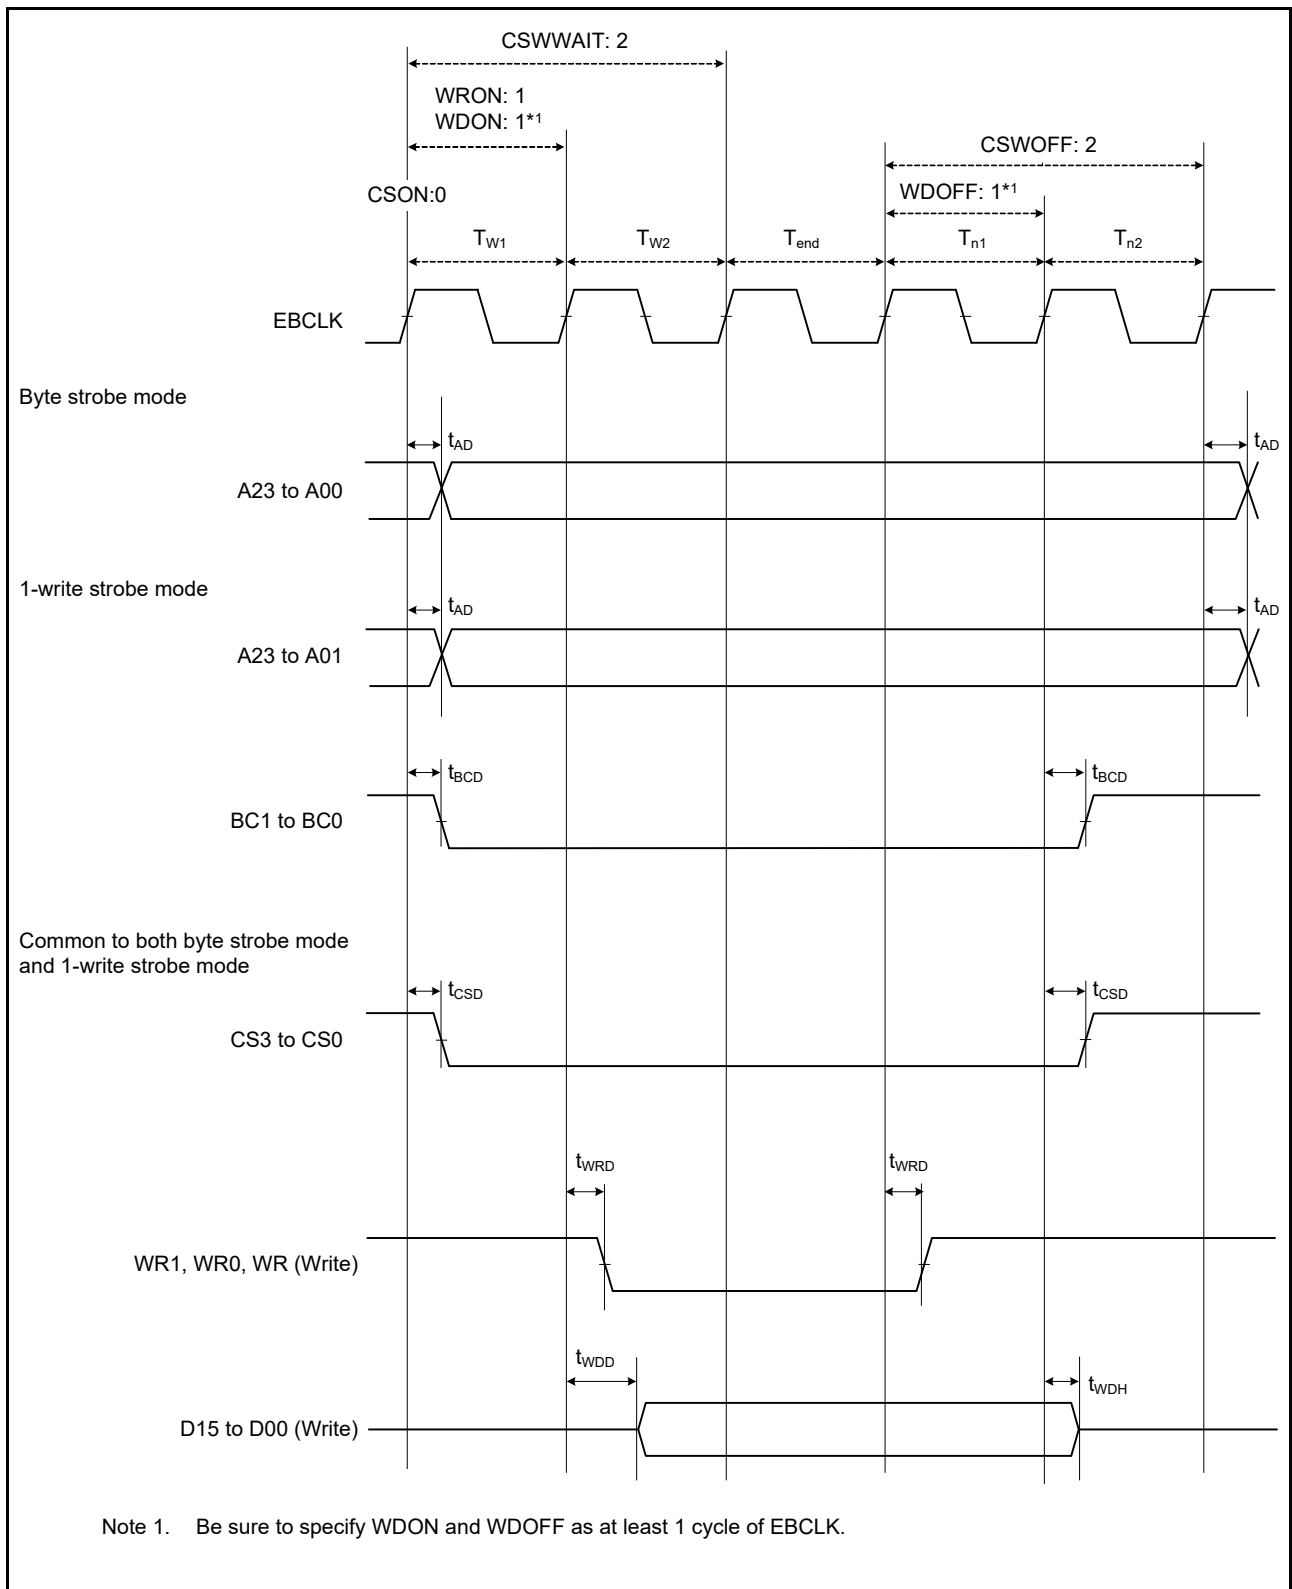 CSWWAIT: 2
WRON: 1
WDON: 1*1
CSWOFF: 2
WDOFF: 1*1
CSON:0
TW1 TW2 Tend Tn1 Tn2
EBCLK
Byte strobe mode
tAD tAD
A23 to A00
1-write strobe mode
tAD tAD
A23 to A01
tBCD tBCD
BC1 to BC0
Common to both byte strobe mode
and 1-write strobe mode
tCSD tCSD
CS3 to CS0
tWRD tWRD
WR1, WR0, WR (Write)
tWDD tWDH
D15 to D00 (Write)
Note 1. Be sure to specify WDON and WDOFF as at least 1 cycle of EBCLK.